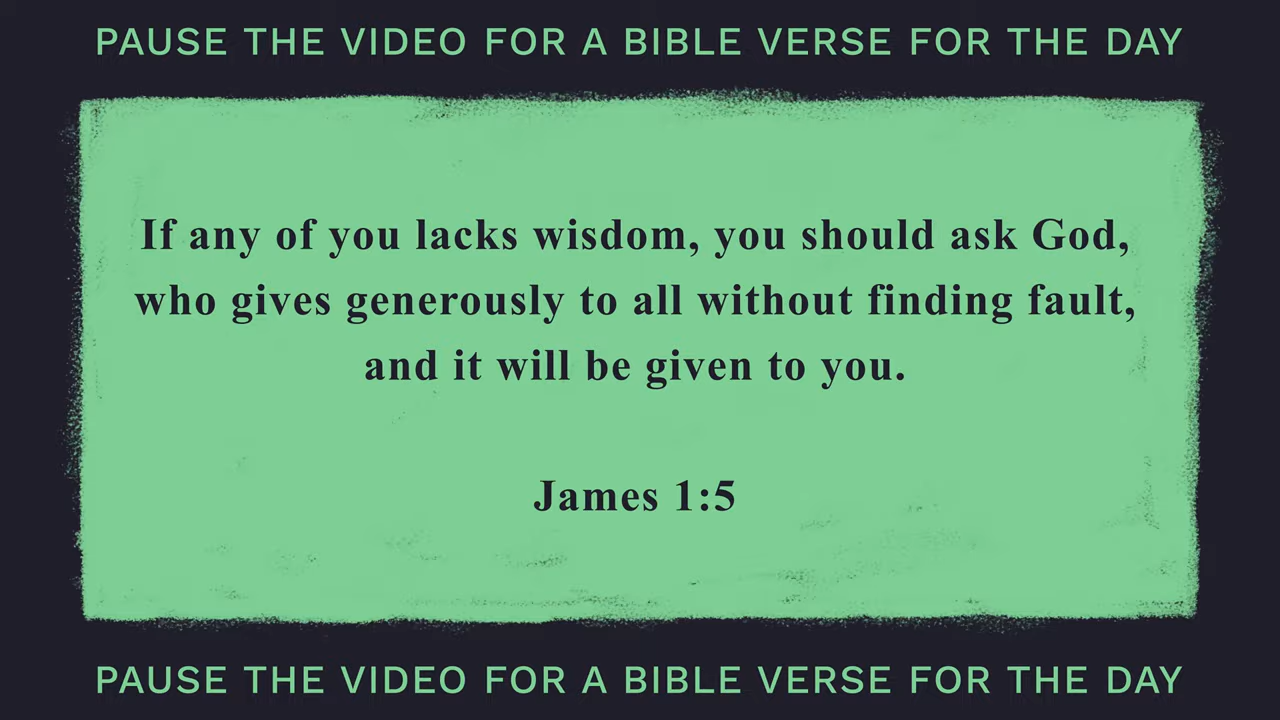 PAUSE THE VIDEO FOR A BIBLE VERSE FOR THE DAY
If any of you lacks wisdom, you should ask God,
who gives generously to all without finding fault,
and it will be given to you.
James 1:5
PAUSE THE VIDEO FOR A BIBLE VERSE FOR THE DAY